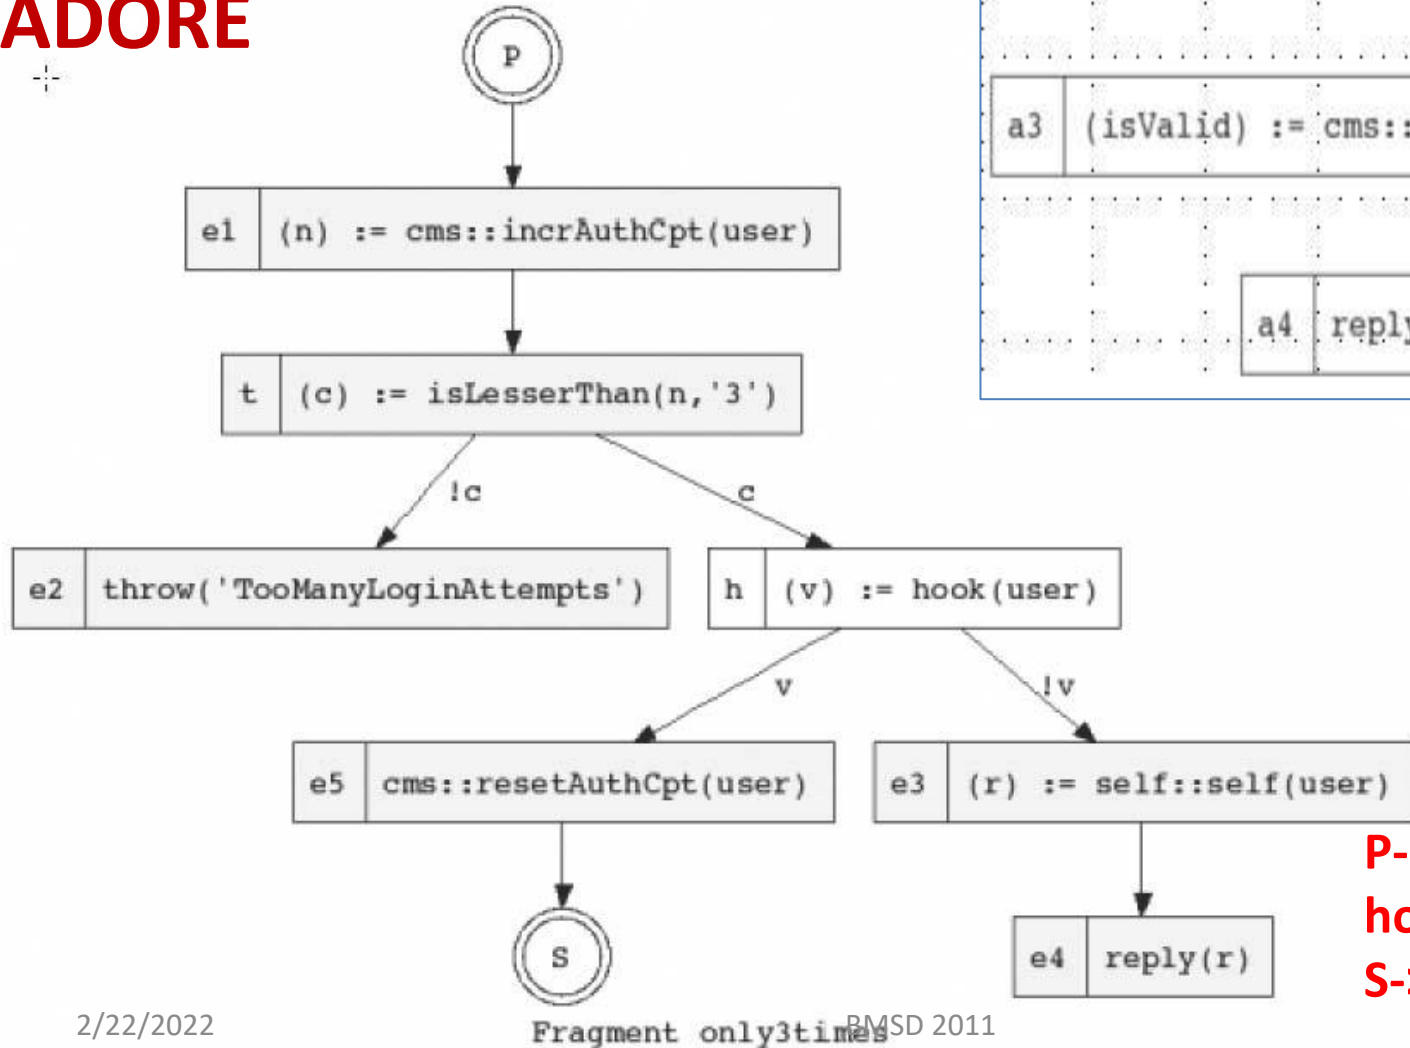 ADORE
P
a3 (isValid) := cms::
e1 (n) := cms::incrAuthCpt(user)
a4 reply
t (c) := isLesserThan(n,'3')
!c
c
e2 throw('TooManyLoginAttempts')
h (v) := hook(user)
v
!v
e5 cms::resetAuthCpt(user)
e3 (r) := self::self(user)
P-
ho
S-
S
e4 reply(r)
2/22/2022
Fragment only3times
BMSD 2011